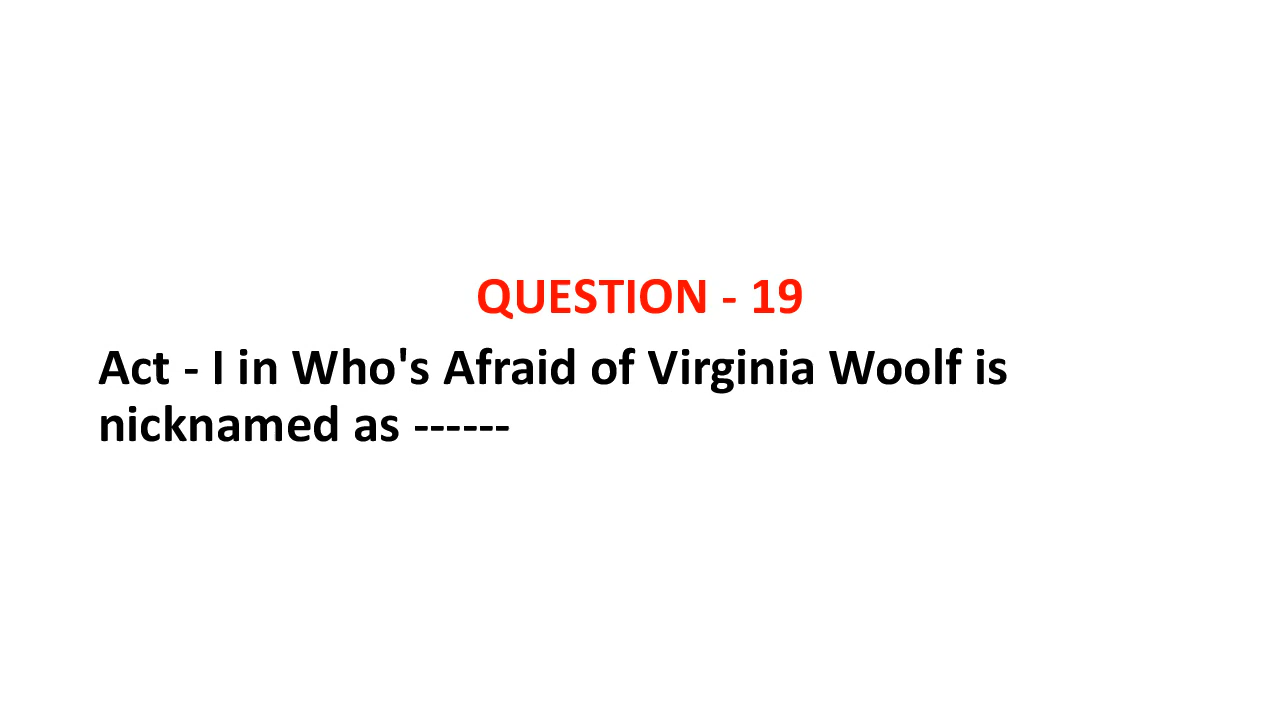 QUESTION - 19
Act - I in Who's Afraid of Virginia Woolf is
nicknamed as ------